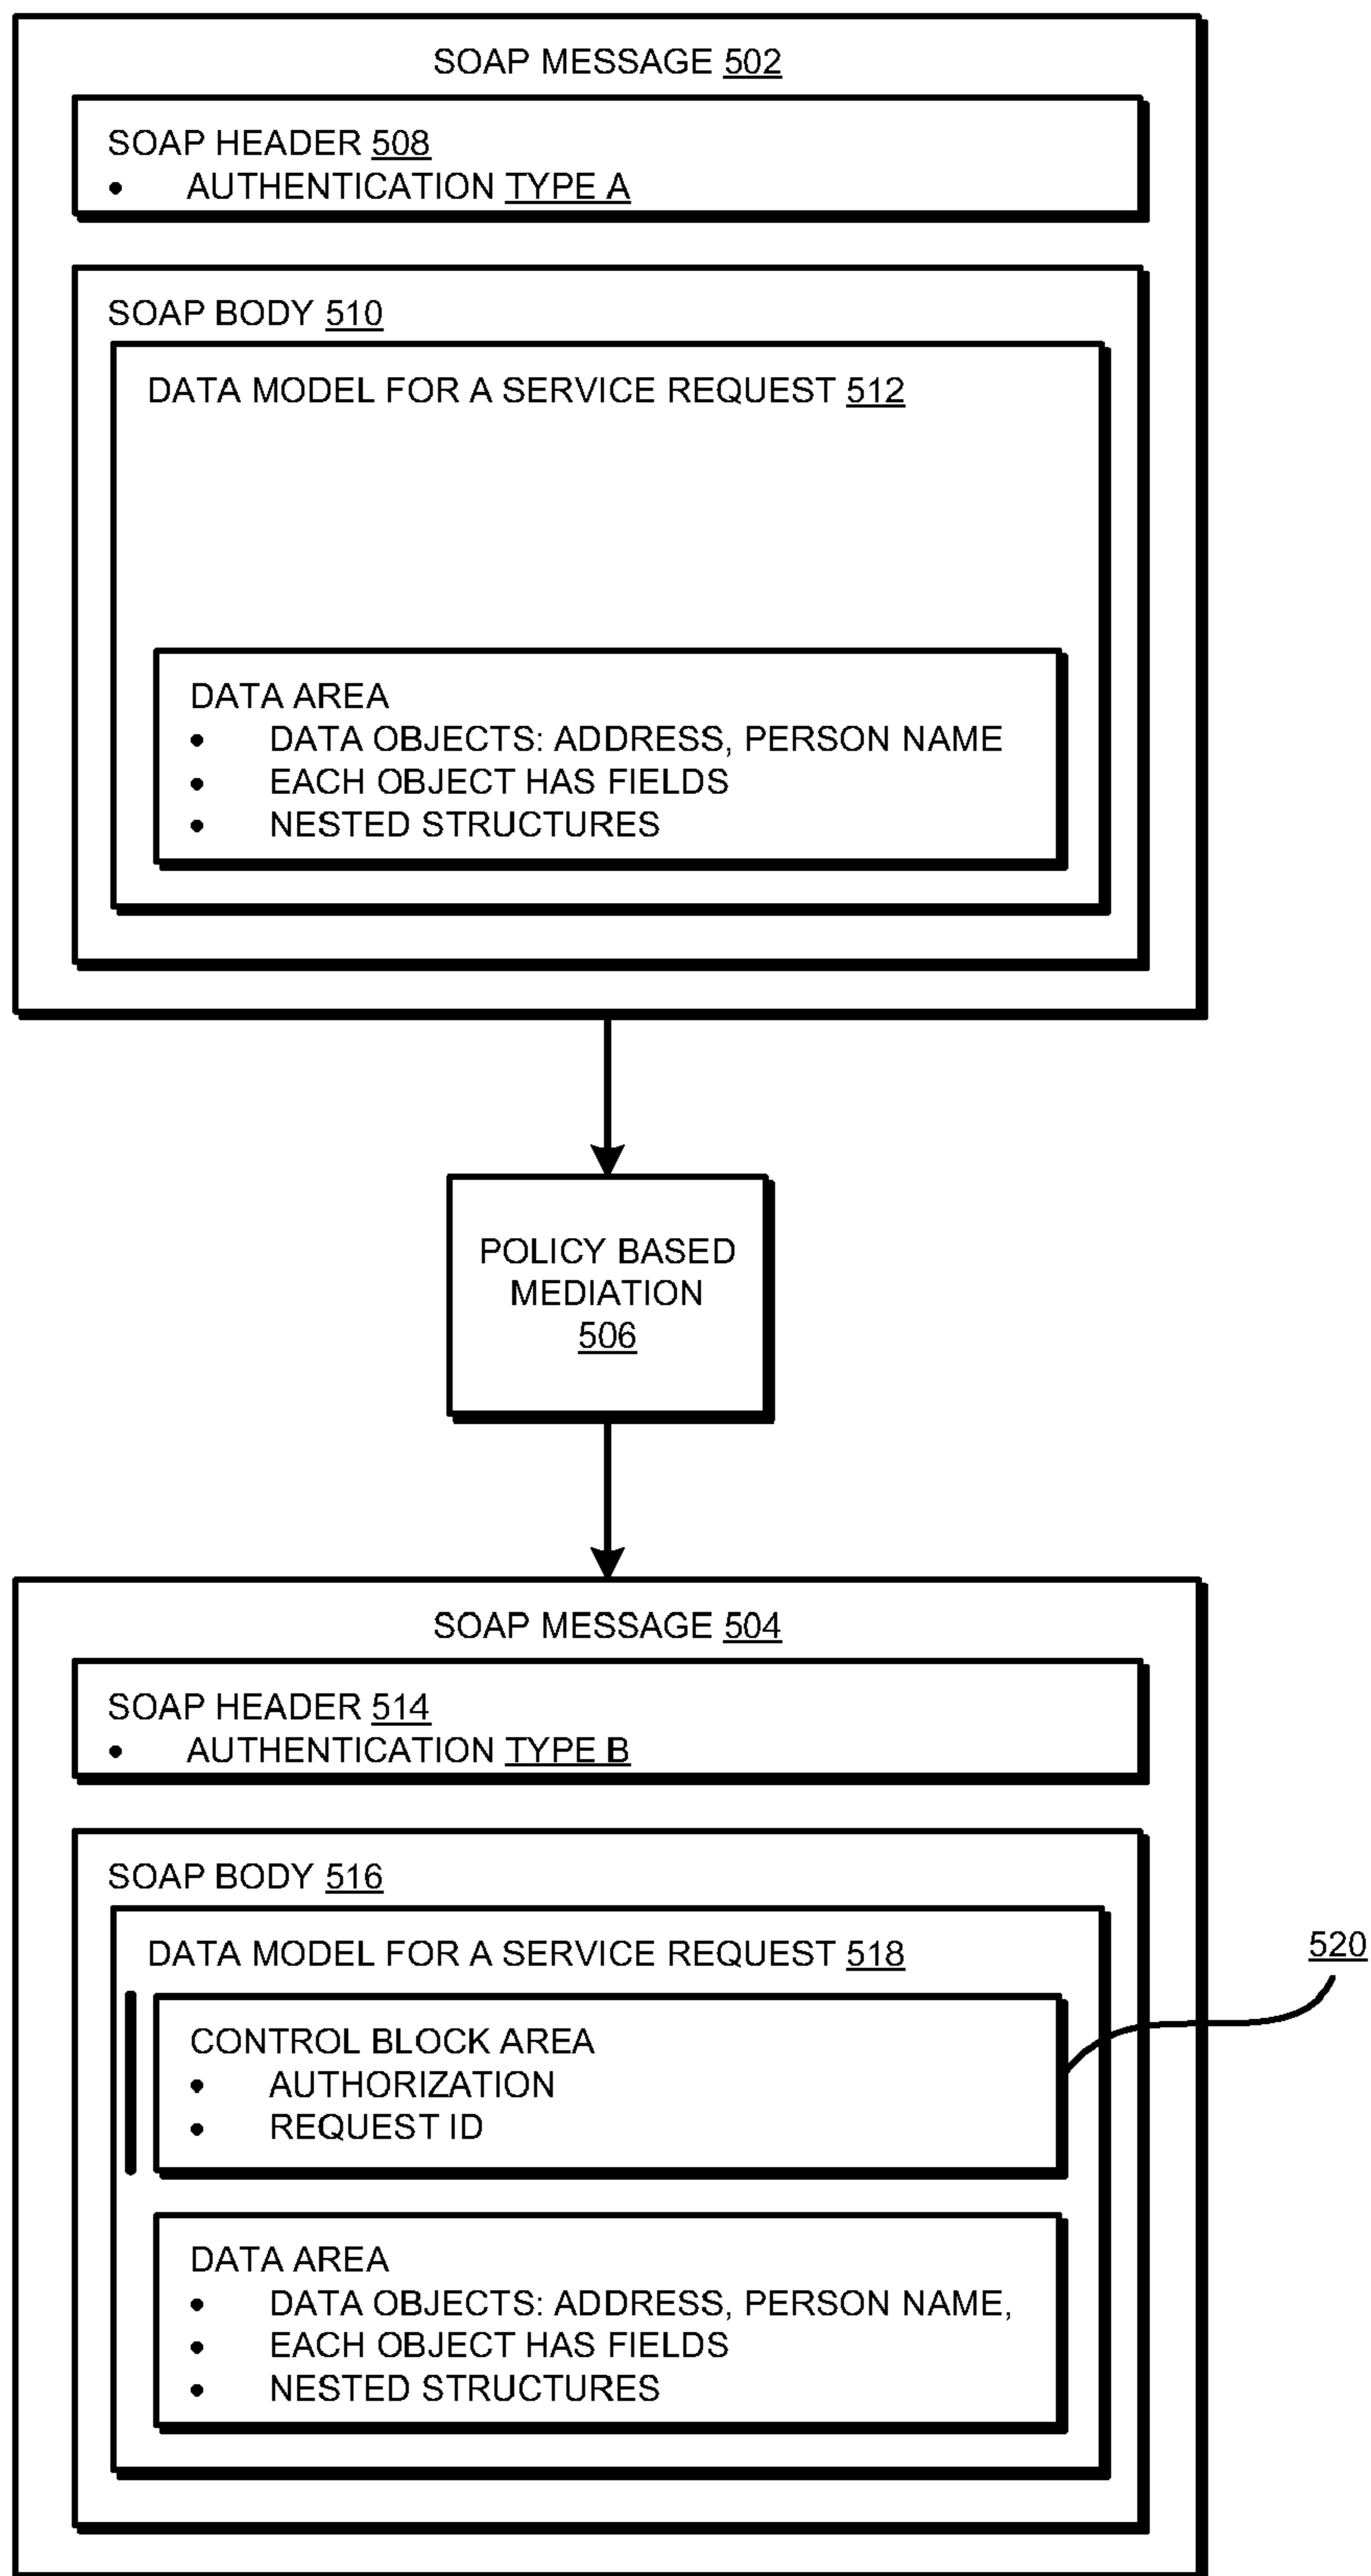 SOAP MESSAGE 502
SOAP HEADER 508
• AUTHENTICATION TYPE A
SOAP BODY 510
DATA MODEL FOR A SERVICE REQUEST 512
DATA AREA
• DATA OBJECTS: ADDRESS, PERSON NAME
• EACH OBJECT HAS FIELDS
• NESTED STRUCTURES
POLICY BASED
MEDIATION
506
SOAP MESSAGE 504
SOAP HEADER 514
• AUTHENTICATION TYPE B
SOAP BODY 516
DATA MODEL FOR A SERVICE REQUEST 518
520
CONTROL BLOCK AREA
• AUTHORIZATION
• REQUEST ID
DATA AREA
• DATA OBJECTS: ADDRESS, PERSON NAME,
• EACH OBJECT HAS FIELDS
• NESTED STRUCTURES